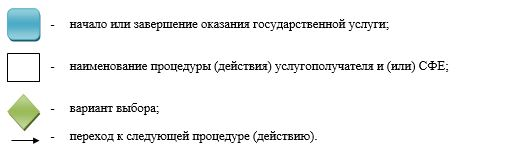 - начало или завершение оказания государственной услуги;
- наименование процедуры (действия) услугополучателя и (или) СФЕ;
- вариант выбора;
- переход к следующей процедуре (действию).